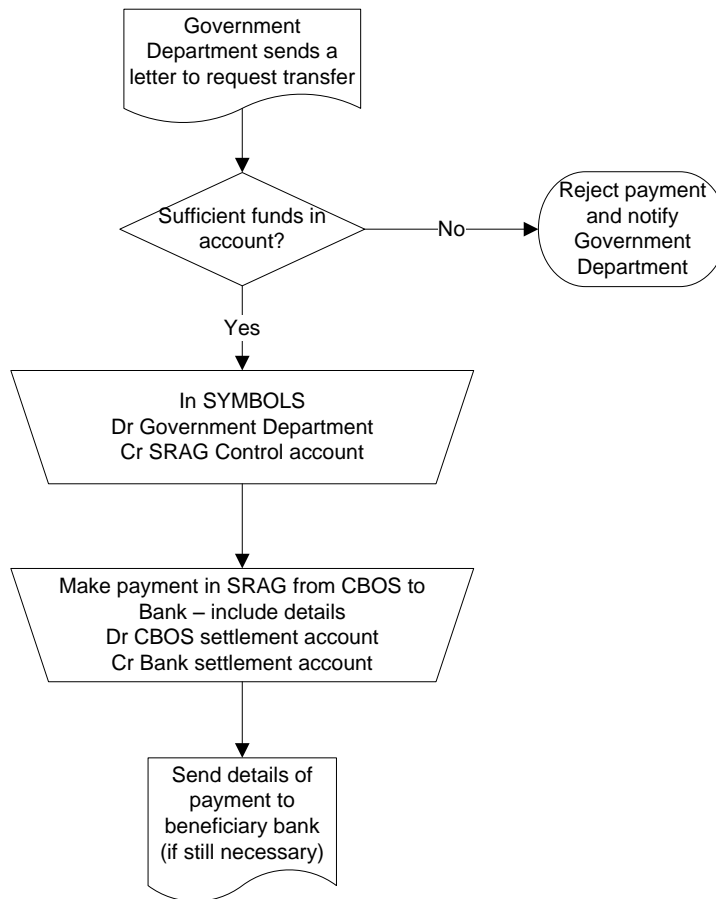 Government
Department sends a
letter to request transfer
Sufficient funds in
account?
No
Reject payment
and notify
Government
Department
Yes
In SYMBOLS
Dr Government Department
Cr SRAG Control account
Make payment in SRAG from CBOS to
Bank – include details
Dr CBOS settlement account
Cr Bank settlement account
Send details of
payment to
beneficiary bank
(if still necessary)